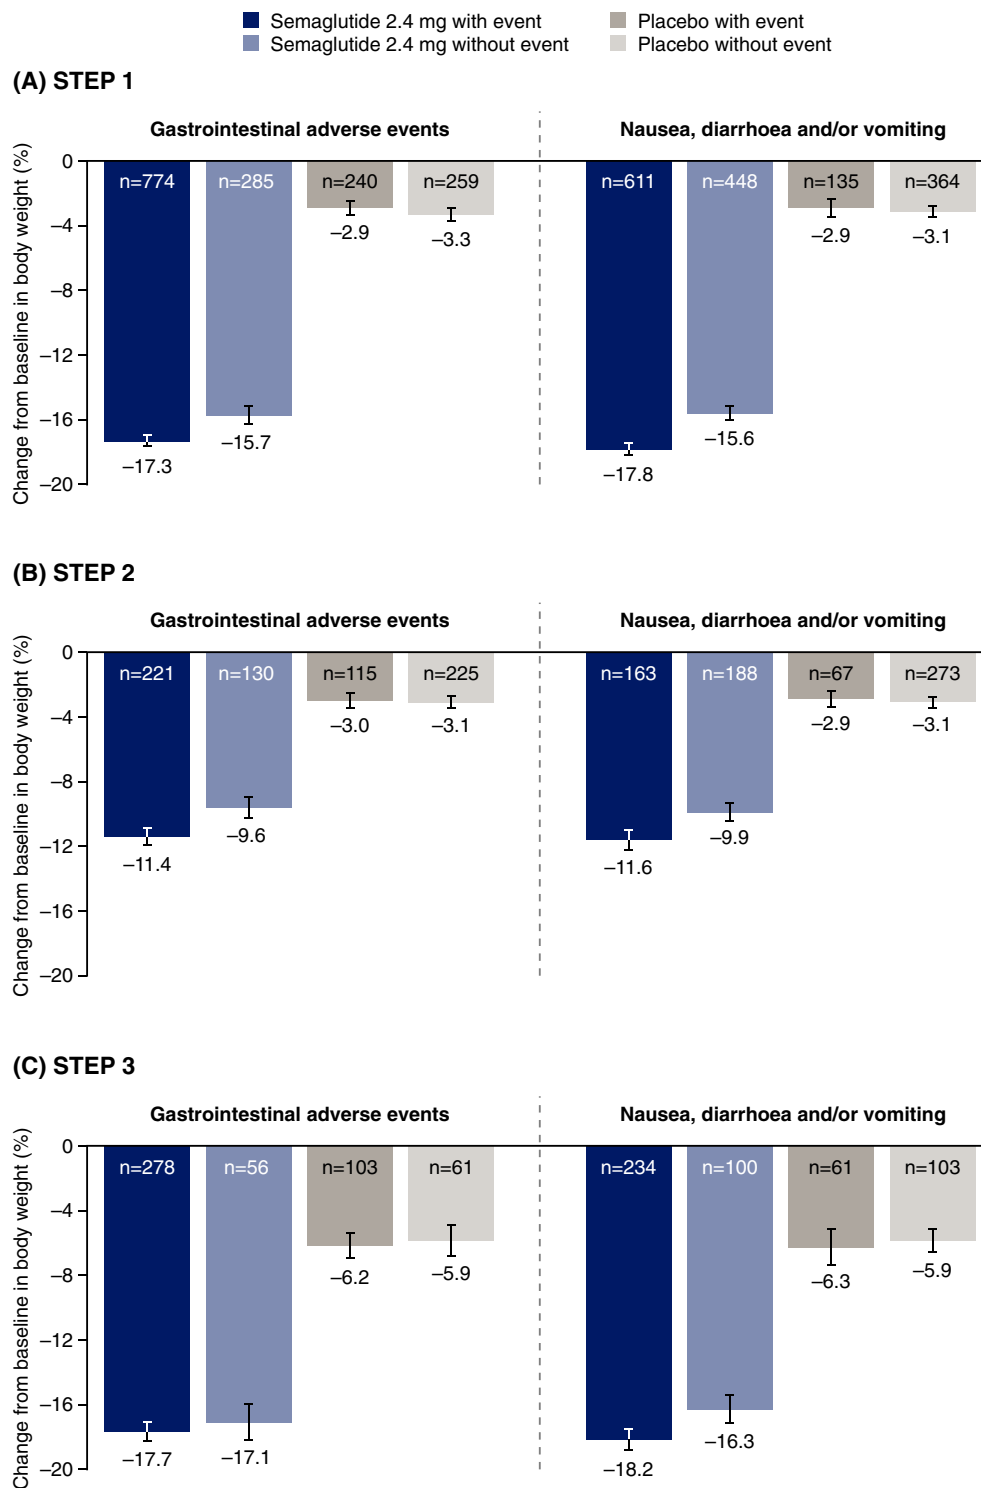 Semaglutide 2.4 mg with event
Placebo with event
Semaglutide 2.4 mg without event
Placebo without event
(A) STEP 1
Gastrointestinal adverse events
Nausea, diarrhoea and/or vomiting
Change from baseline in body weight (%)
0
–4
–8
–12
–16
–20
n=774
n=285
n=240
n=259
n=611
n=448
n=135
n=364
–17.3
–15.7
–2.9
–3.3
–17.8
–15.6
–2.9
–3.1
(B) STEP 2
Gastrointestinal adverse events
Nausea, diarrhoea and/or vomiting
Change from baseline in body weight (%)
0
–4
–8
–12
–16
–20
n=221
n=130
n=115
n=225
n=163
n=188
n=67
n=273
–11.4
–9.6
–3.0
–3.1
–11.6
–9.9
–2.9
–3.1
(C) STEP 3
Gastrointestinal adverse events
Nausea, diarrhoea and/or vomiting
Change from baseline in body weight (%)
0
–4
–8
–12
–16
–20
n=278
n=56
n=103
n=61
n=234
n=100
n=61
n=103
–17.7
–17.1
–6.2
–5.9
–18.2
–16.3
–6.3
–5.9